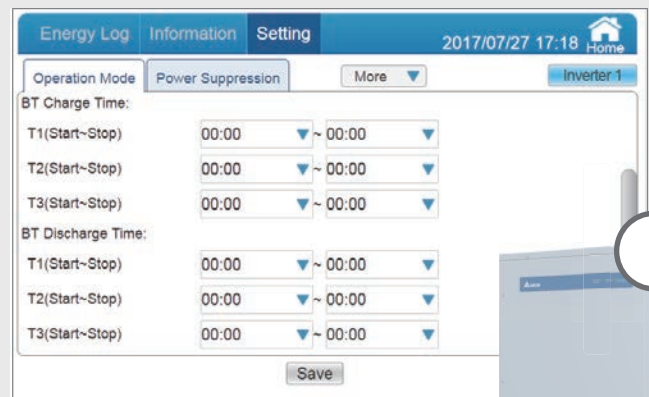 Energy Log Information Setting 2017/07/27 17:18 Home
Operation Mode Power Suppression More ▼ Inverter 1
BT Charge Time:
T1(Start~Stop) 00:00 ▼ ~ 00:00 ▼
T2(Start~Stop) 00:00 ▼ ~ 00:00 ▼
T3(Start~Stop) 00:00 ▼ ~ 00:00 ▼
BT Discharge Time:
T1(Start~Stop) 00:00 ▼ ~ 00:00 ▼
T2(Start~Stop) 00:00 ▼ ~ 00:00 ▼
T3(Start~Stop) 00:00 ▼ ~ 00:00 ▼
Save